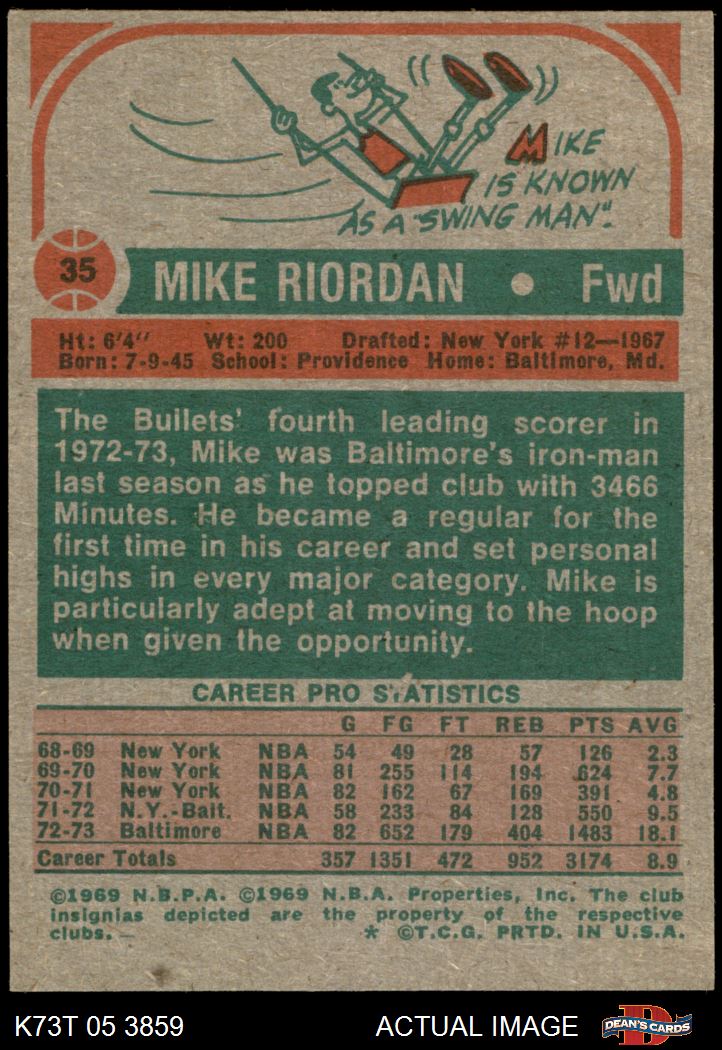 MIKE
IS KNOWN
AS A "SWING MAN".
35
MIKE RIORDAN • Fwd
Ht: 6'4" Wt: 200 Drafted: New York #12—1967
Born: 7-9-45 School: Providence Home: Baltimore, Md.
The Bullets' fourth leading scorer in
1972-73, Mike was Baltimore's iron-man
last season as he topped club with 3466
Minutes. He became a regular for the
first time in his career and set personal
highs in every major category. Mike is
particularly adept at moving to the hoop
when given the opportunity.
CAREER PRO STATISTICS
G FG FT REB PTS AVG
68-69 New York NBA 54 49 28 57 126 2.3
69-70 New York NBA 81 255 114 194 624 7.7
70-71 New York NBA 82 162 67 169 391 4.8
71-72 N.Y.-Balt. NBA 58 233 84 128 550 9.5
72-73 Baltimore NBA 82 652 179 404 1483 18.1
Career Totals 357 1351 472 952 3174 8.9
©1969 N.B.P.A. ©1969 N.B.A. Properties, Inc. The club
insignias depicted are the property of the respective
clubs. * ©T.C.G. PRTD. IN U.S.A.
K73T 05 3859 ACTUAL IMAGE DEAN'S CARDS